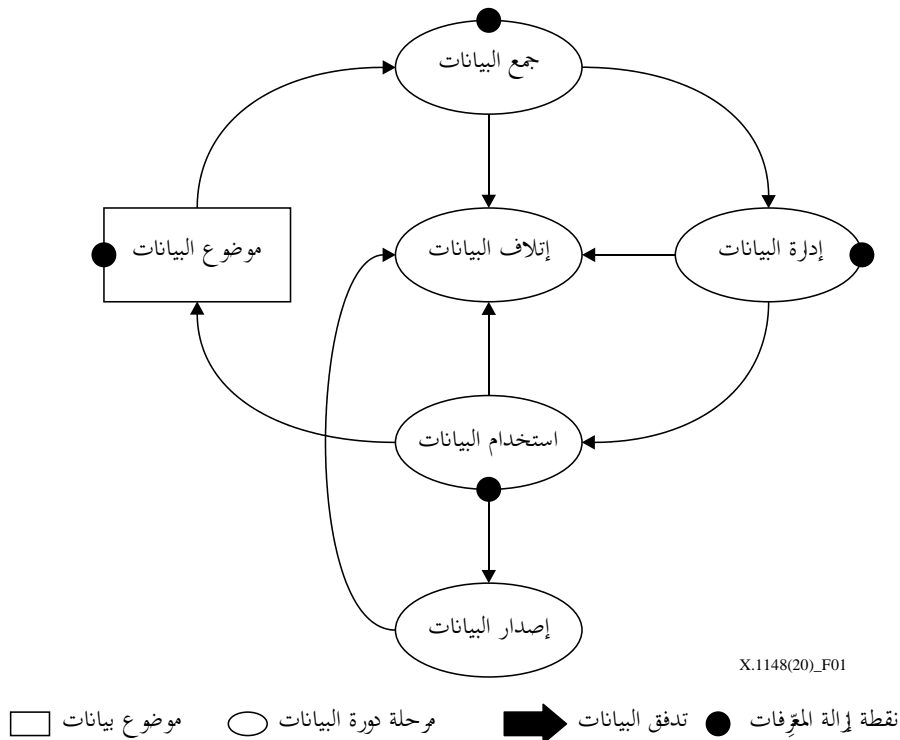 جمع البيانات
موضوع البيانات
إتلاف البيانات
إدارة البيانات
استخدام البيانات
إصدار البيانات
X.1148(20)_F01
نقطة إزالة المعرِّفات
تدفق البيانات
مرحلة دورة البيانات
موضوع بيانات